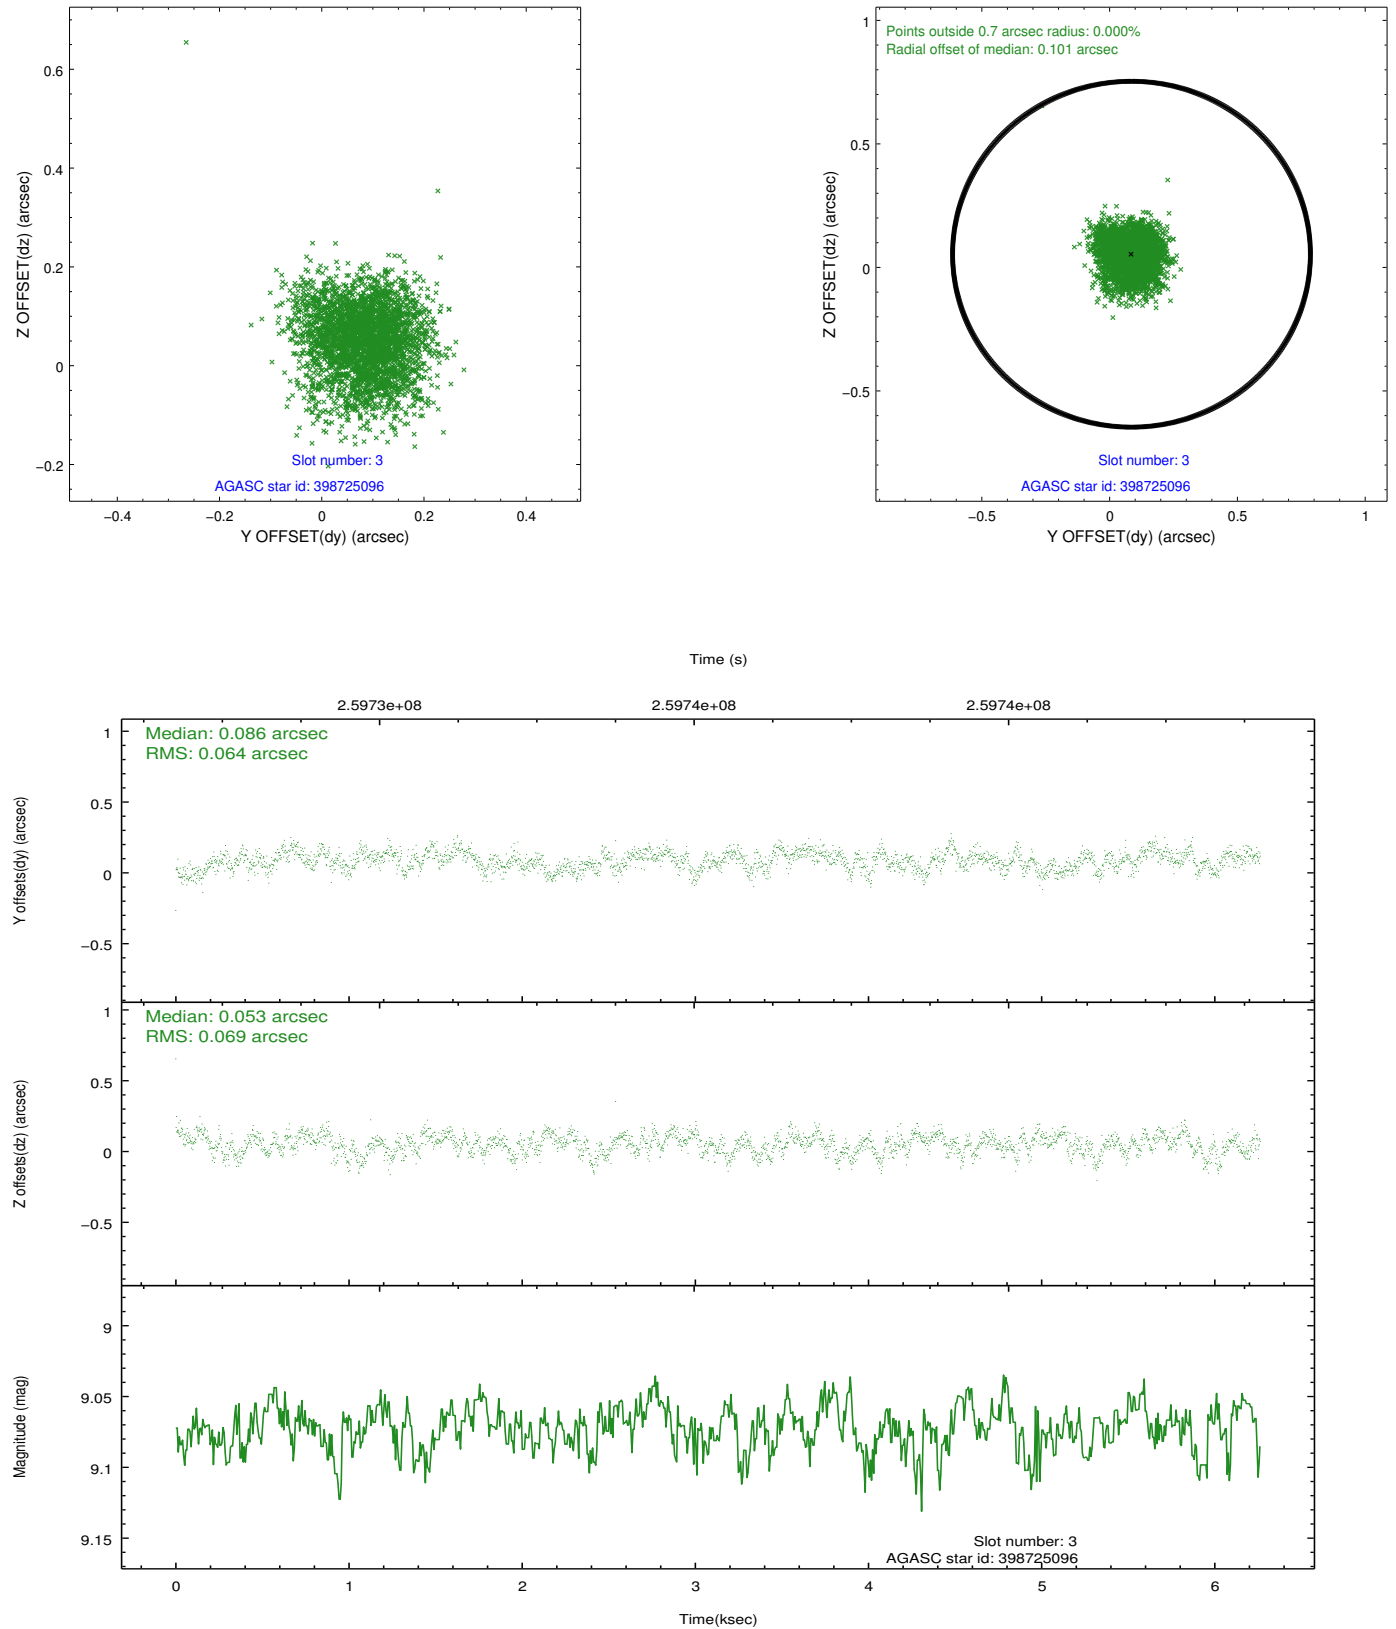 0.6
0.4
0.2
0
−0.2
−0.4
−0.2
0
0.2
0.4
Z OFFSET(dz) (arcsec)
Y OFFSET(dy) (arcsec)
Slot number: 3
AGASC star id: 398725096
Points outside 0.7 arcsec radius: 0.000%
Radial offset of median: 0.101 arcsec
1
0.5
0
−0.5
−0.5
0
0.5
1
Z OFFSET(dz) (arcsec)
Y OFFSET(dy) (arcsec)
Slot number: 3
AGASC star id: 398725096
Time (s)
2.5973e+08
2.5974e+08
2.5974e+08
Median: 0.086 arcsec
RMS: 0.064 arcsec
1
0.5
0
−0.5
Y offsets(dy) (arcsec)
Median: 0.053 arcsec
RMS: 0.069 arcsec
1
0.5
0
−0.5
Z offsets(dz) (arcsec)
9
9.05
9.1
9.15
Magnitude (mag)
Slot number: 3
AGASC star id: 398725096
0
1
2
3
4
5
6
Time(ksec)